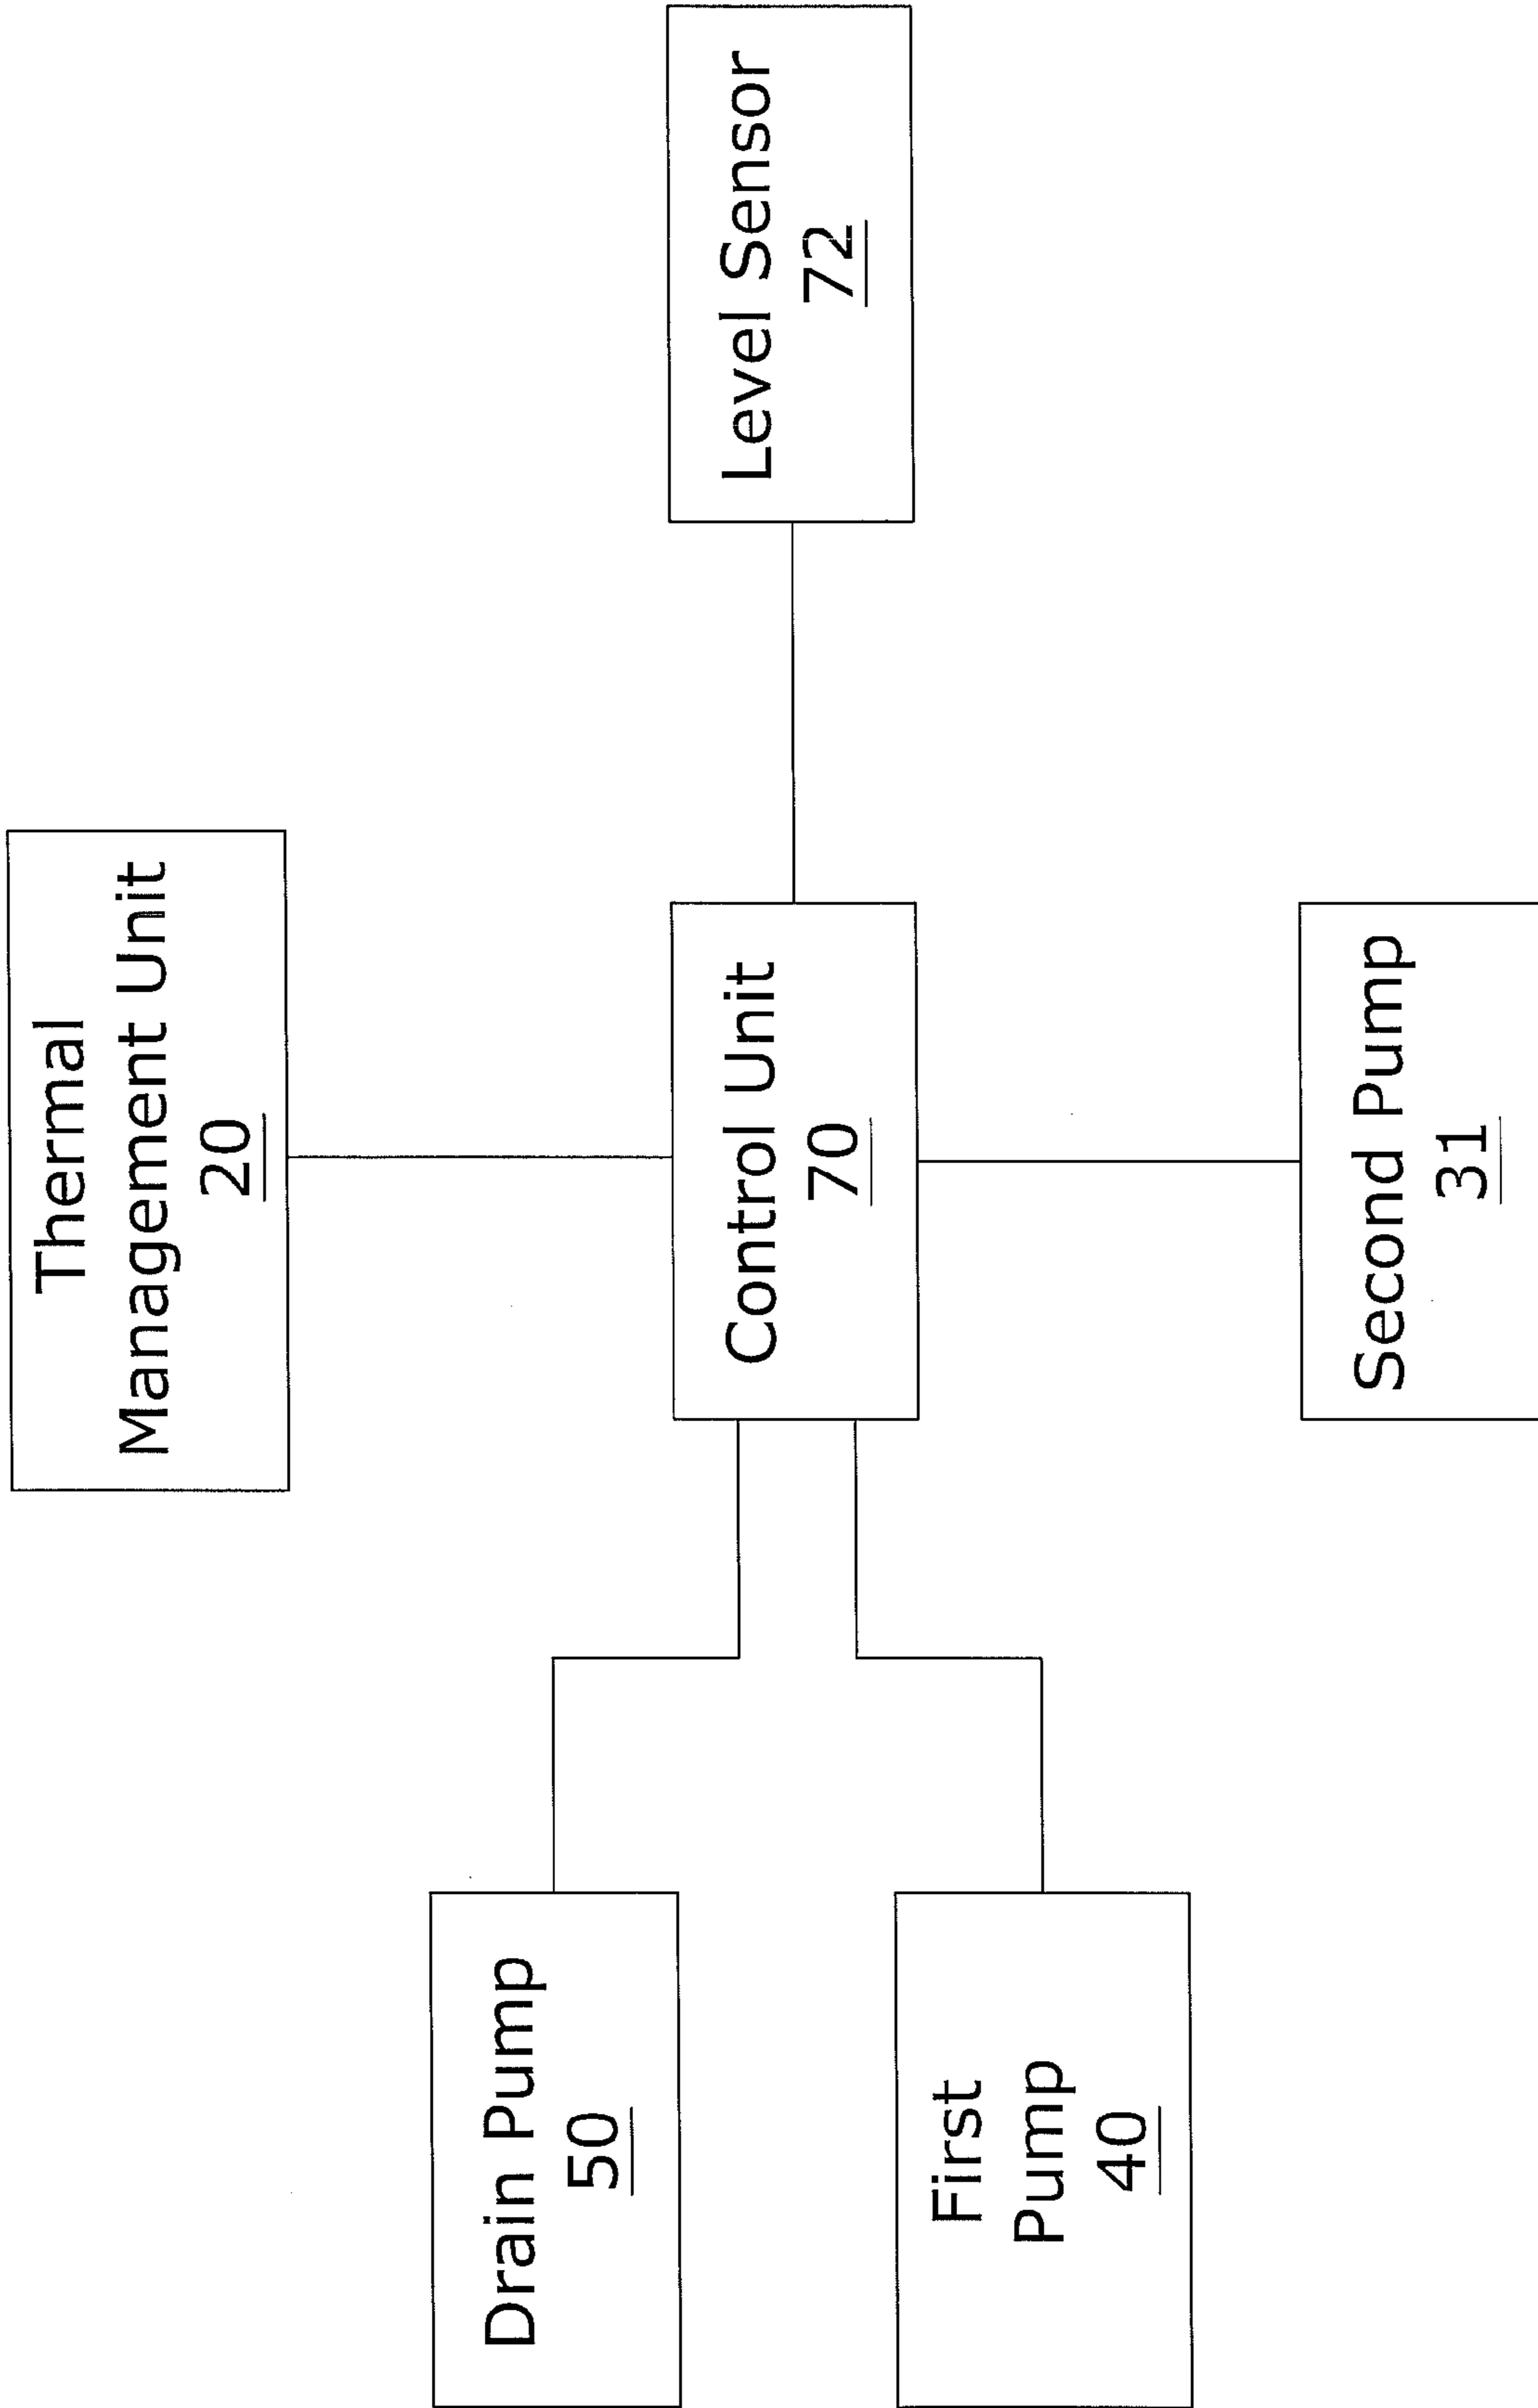 Thermal
Management Unit
20
Drain Pump
50
Control Unit
70
Level Sensor
72
First
Pump
40
Second Pump
31